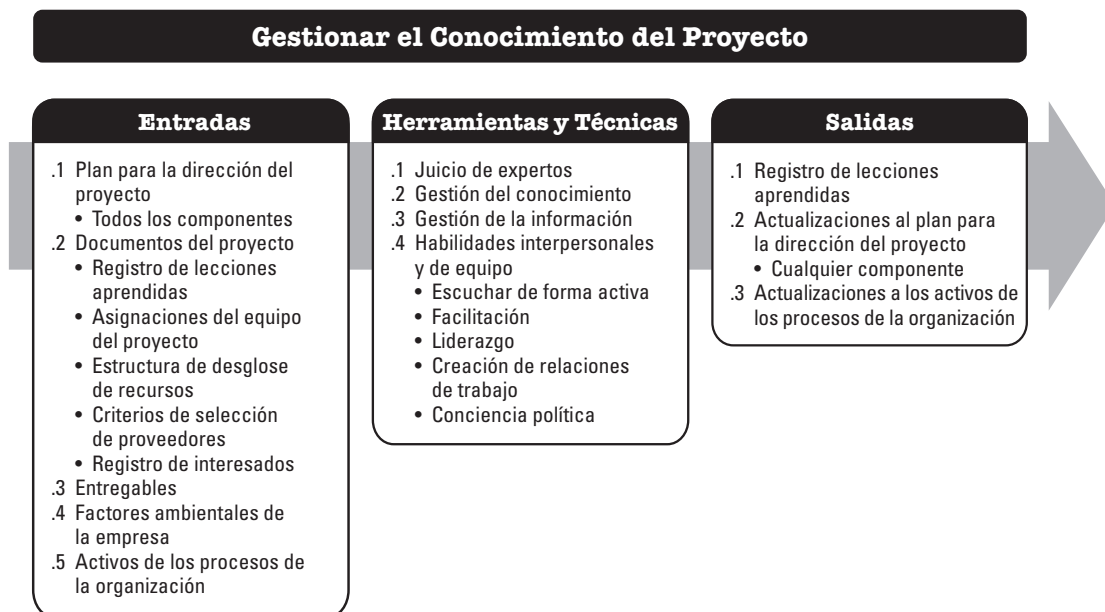 Gestionar el Conocimiento del Proyecto
Entradas
.1 Plan para la dirección del
proyecto
• Todos los componentes
.2 Documentos del proyecto
• Registro de lecciones
aprendidas
• Asignaciones del equipo
del proyecto
• Estructura de desglose
de recursos
• Criterios de selección
de proveedores
• Registro de interesados
.3 Entregables
.4 Factores ambientales de
la empresa
.5 Activos de los procesos de
la organización
Herramientas y Técnicas
.1 Juicio de expertos
.2 Gestión del conocimiento
.3 Gestión de la información
.4 Habilidades interpersonales
y de equipo
• Escuchar de forma activa
• Facilitación
• Liderazgo
• Creación de relaciones
de trabajo
• Conciencia política
Salidas
.1 Registro de lecciones
aprendidas
.2 Actualizaciones al plan para
la dirección del proyecto
• Cualquier componente
.3 Actualizaciones a los activos de
los procesos de la organización